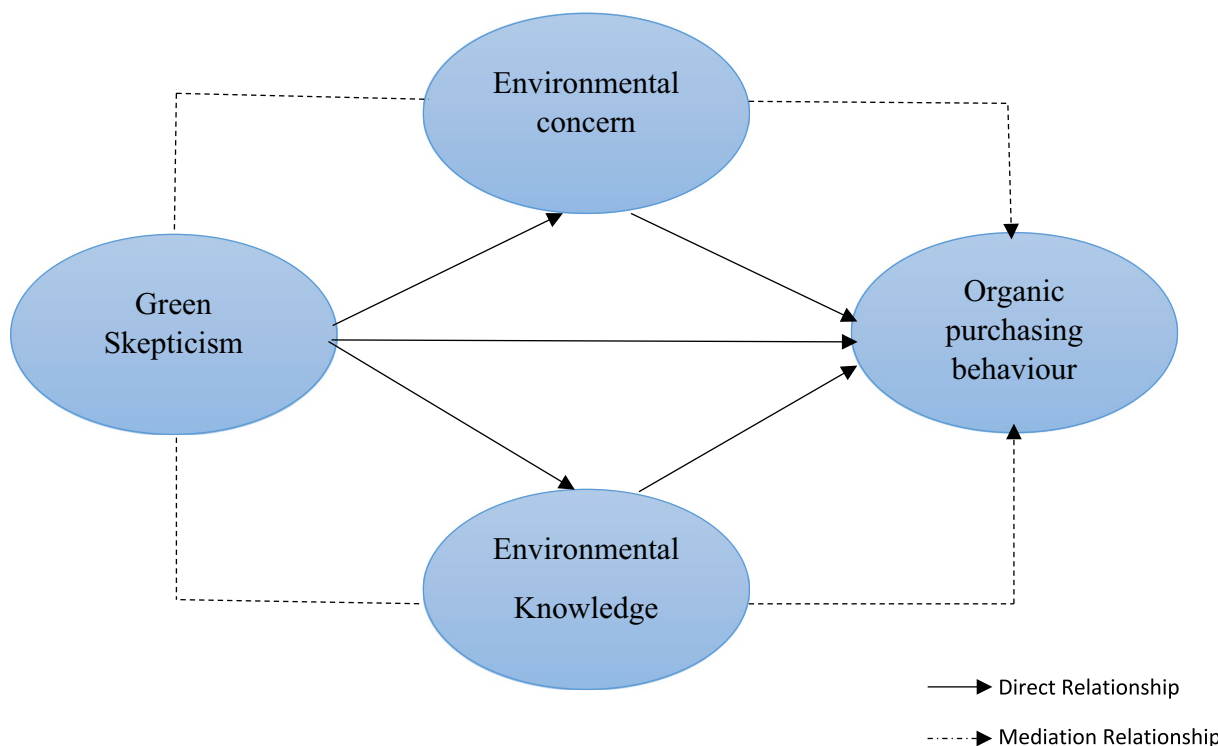 Environmental
concern
Green
Skepticism
Organic
purchasing
behaviour
Environmental
Knowledge
Direct Relationship
Mediation Relationship